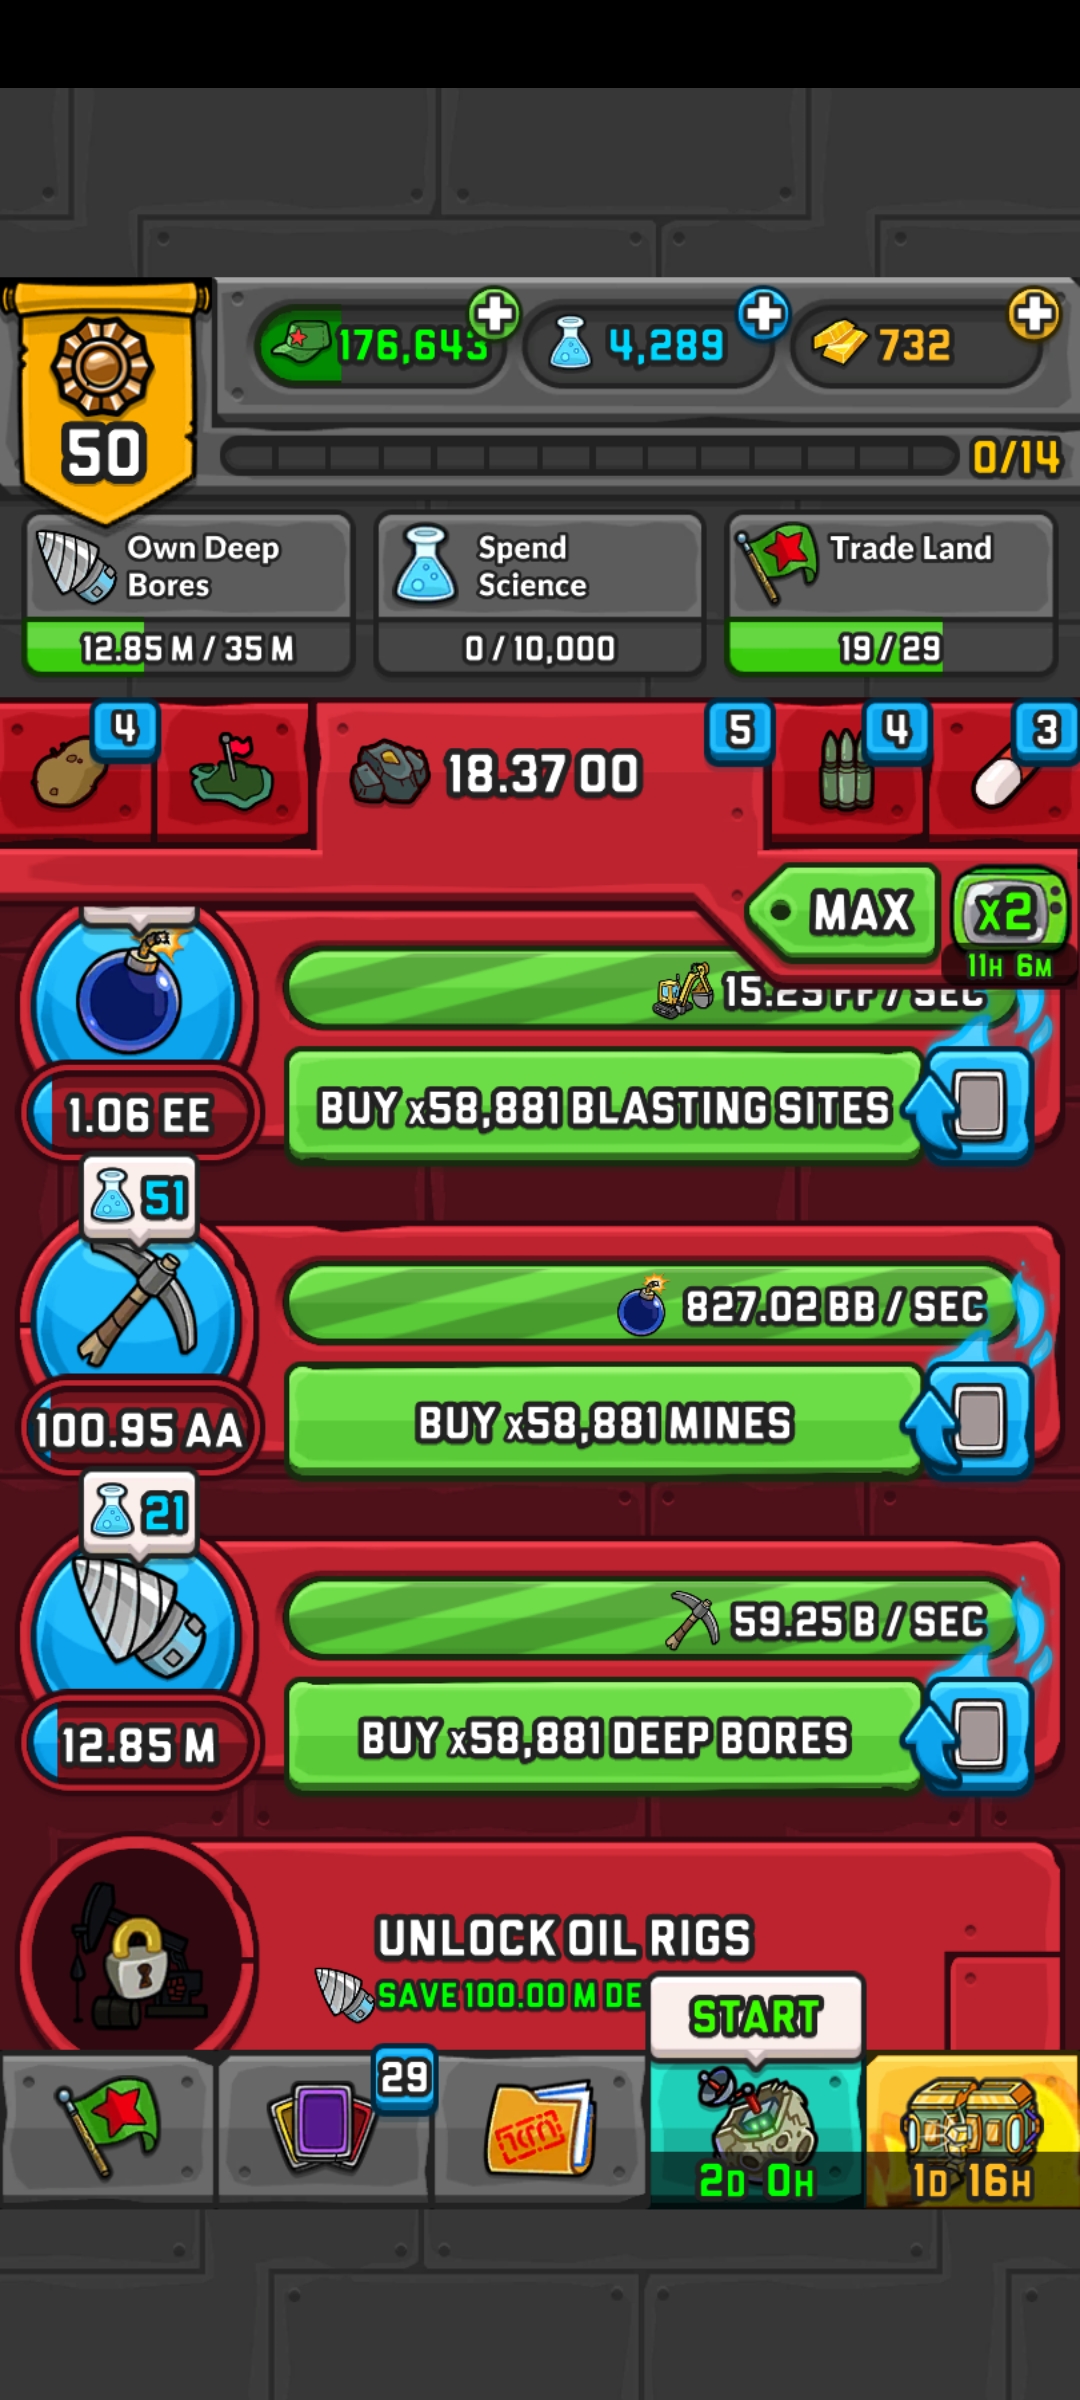 176,643
4,289
732
50
0/14
Own Deep
Bores
Spend
Science
Trade Land
12.85 M / 35 M
0 / 10,000
19 / 29
4
5
4
3
18.37 OO
MAX
x2
11H 6M
15.25 FF / SEC
1.06 EE
BUY x58,881 BLASTING SITES
51
827.02 BB / SEC
100.95 AA
BUY x58,881 MINES
21
59.25 B / SEC
12.85 M
BUY x58,881 DEEP BORES
UNLOCK OIL RIGS
SAVE 100.00 M DE
START
29
2D 0H
1D 16H